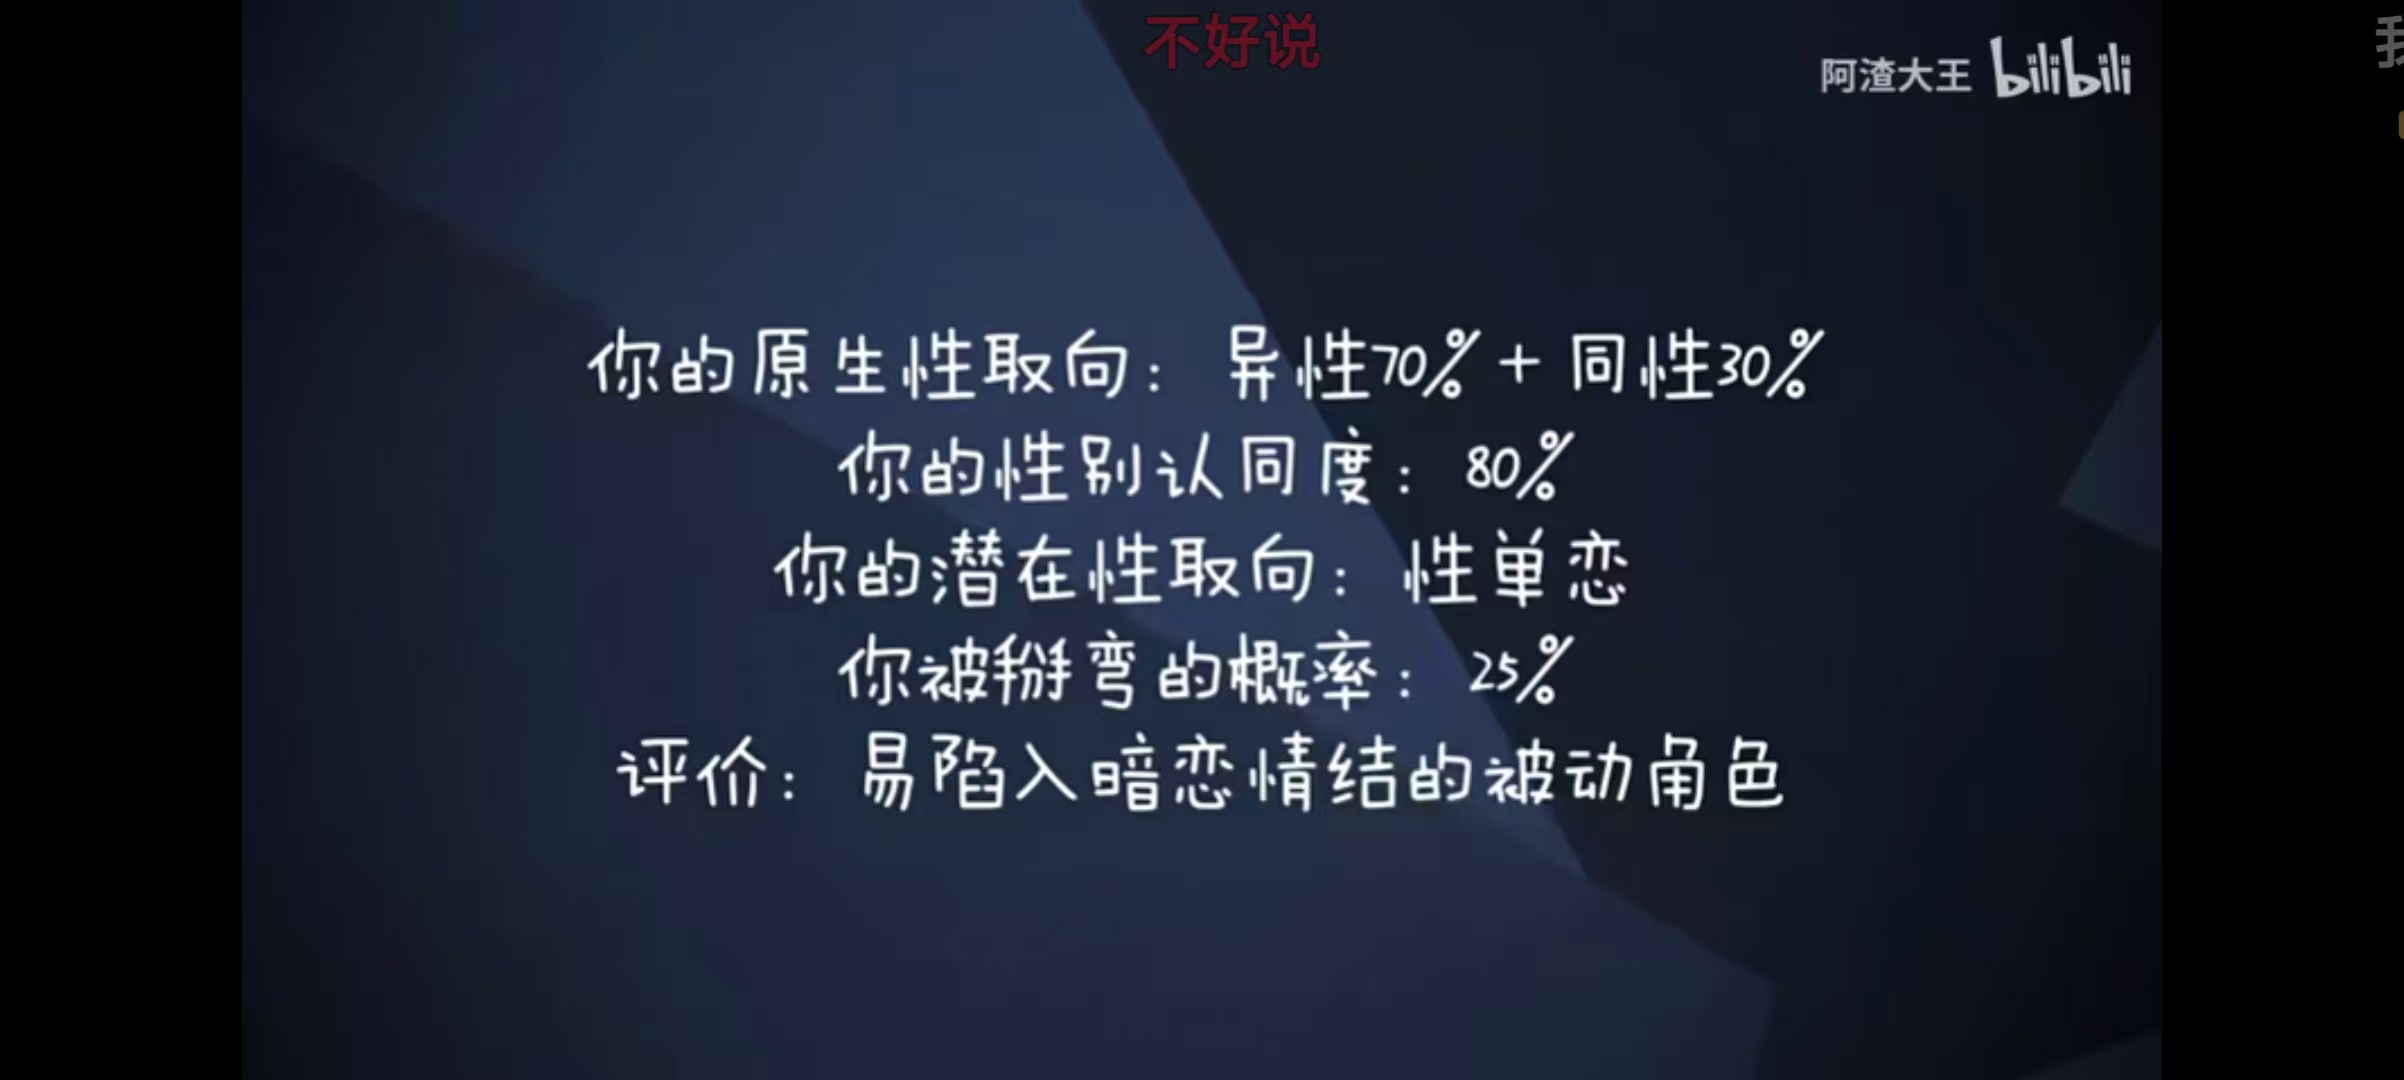 不好说
阿渣大王 bilibili
你的原生性取向：异性70%+同性30%
你的性别认同度：80%
你的潜在性取向：性单恋
你被掰弯的概率：25%
评价：易陷入暗恋情结的被动角色